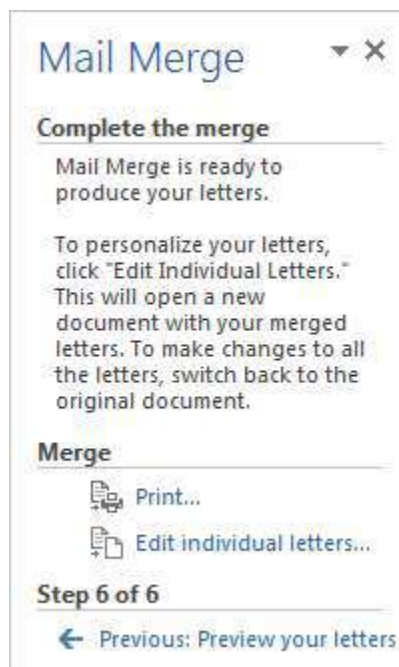 Mail Merge
Complete the merge
Mail Merge is ready to
produce your letters.
To personalize your letters,
click "Edit Individual Letters."
This will open a new
document with your merged
letters. To make changes to all
the letters, switch back to the
original document.
Merge
Print...
Edit individual letters...
Step 6 of 6
Previous: Preview your letters